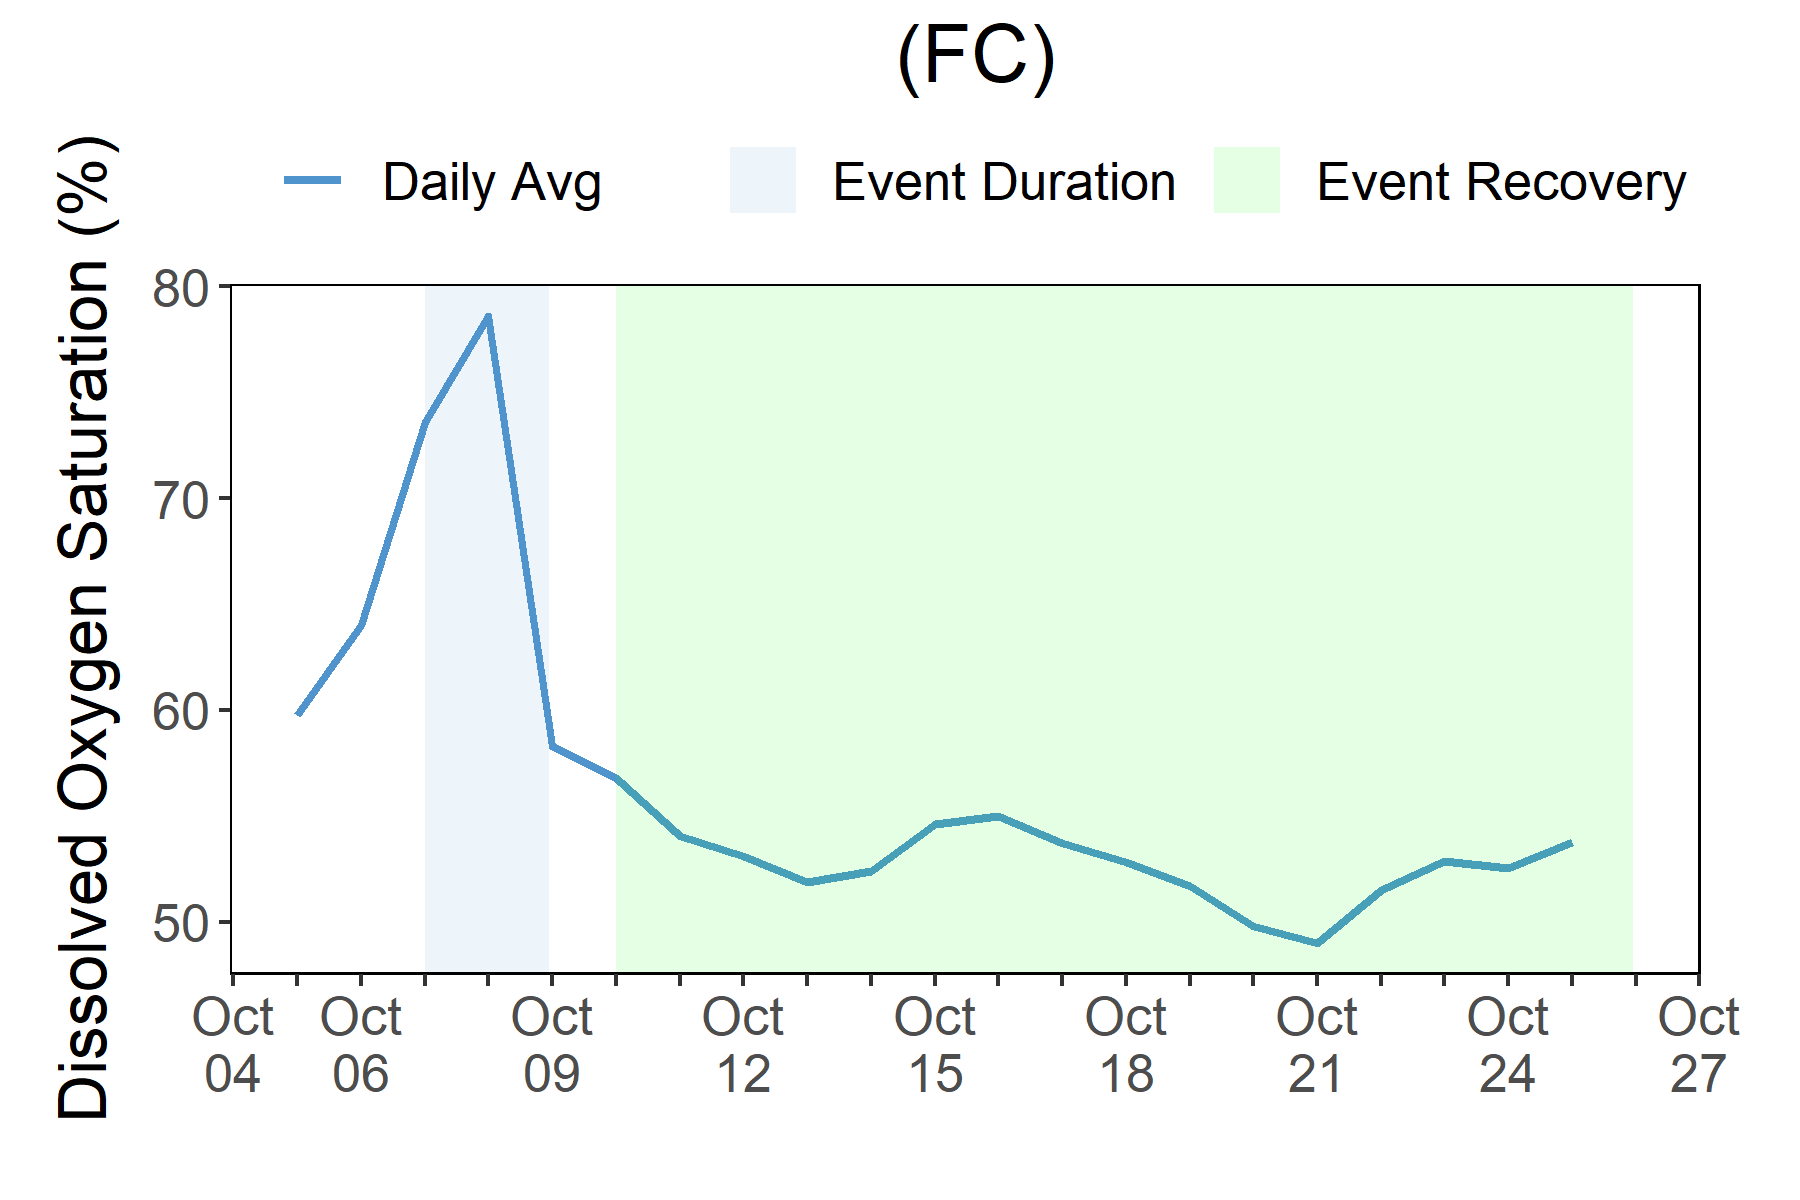 (FC)
Daily Avg
Event Duration
Event Recovery
Dissolved Oxygen Saturation (%)
80
70
60
50
Oct 04
Oct 06
Oct 09
Oct 12
Oct 15
Oct 18
Oct 21
Oct 24
Oct 27